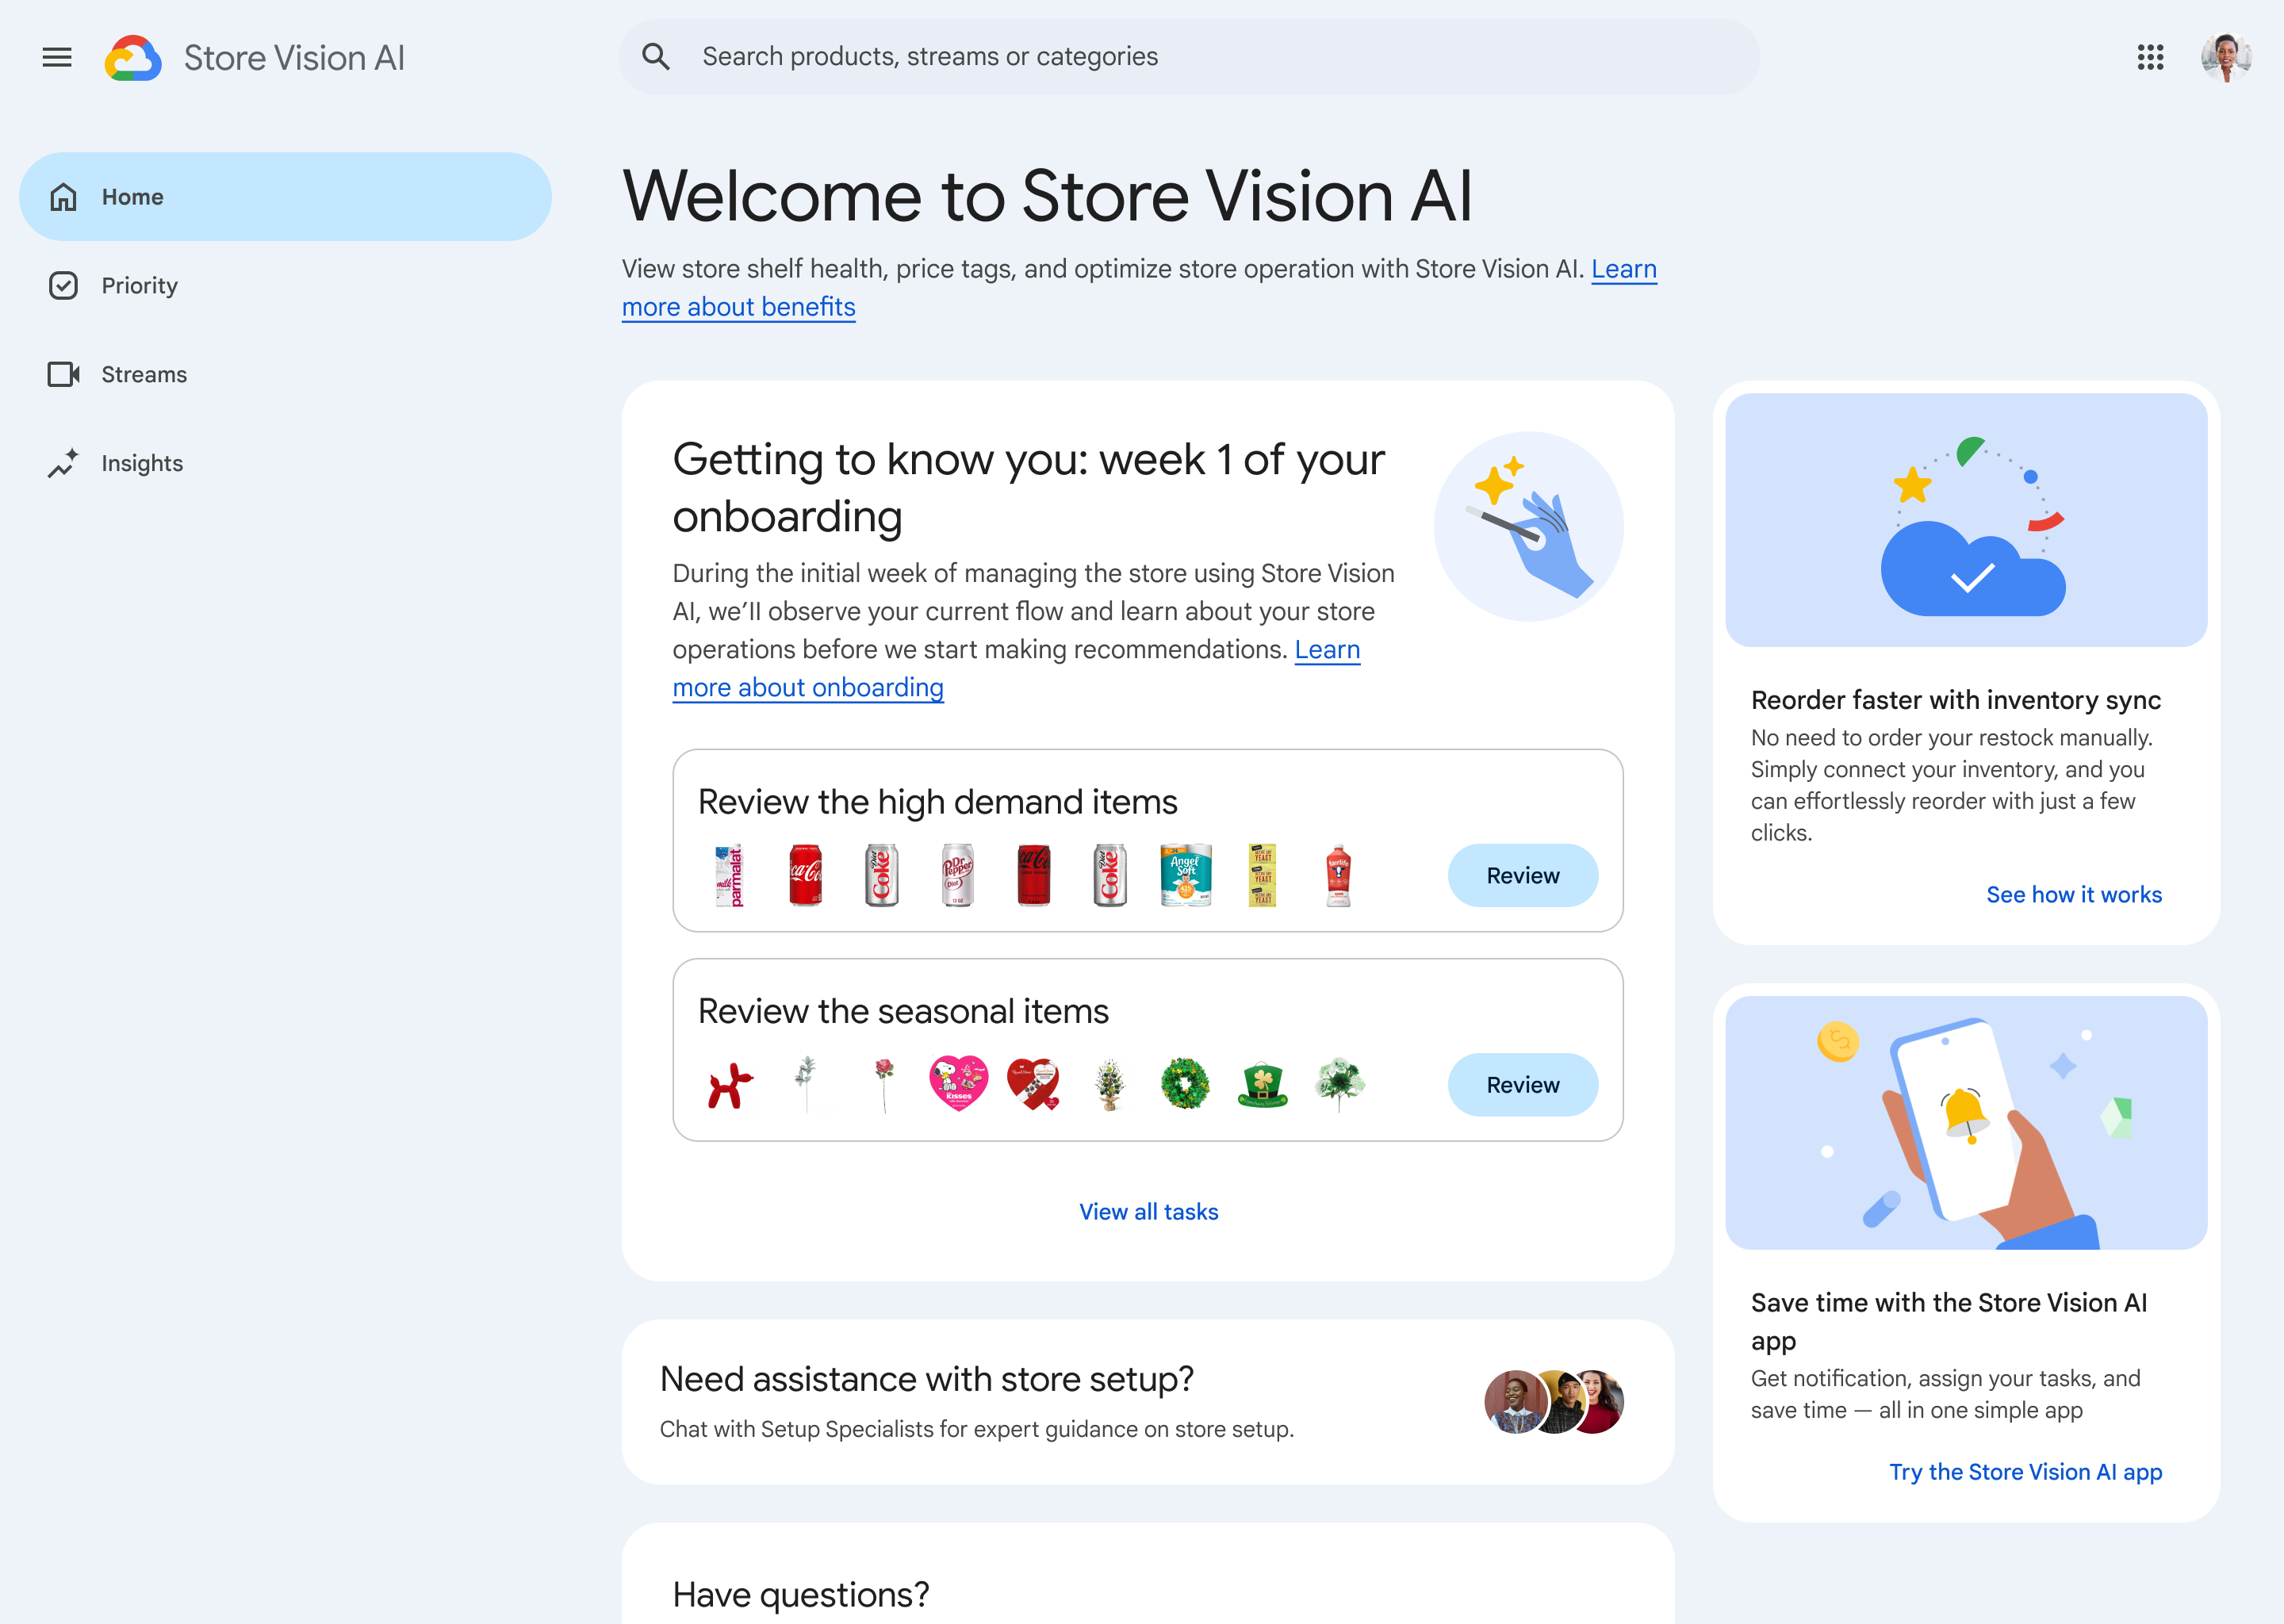 Store Vision AI
Search products, streams or categories
Home
Priority
Streams
Insights
Welcome to Store Vision AI
View store shelf health, price tags, and optimize store operation with Store Vision AI. Learn
more about benefits
Getting to know you: week 1 of your
onboarding
During the initial week of managing the store using Store Vision
AI, we’ll observe your current flow and learn about your store
operations before we start making recommendations. Learn
more about onboarding
Review the high demand items
milk
parmalat
Diet
Coke
Dr
Pepper
Diet
Diet
Coke
Angel
Soft
YEAST
YEAST
YEAST
fairlife
Review
Review the seasonal items
KISSES
Review
View all tasks
Need assistance with store setup?
Chat with Setup Specialists for expert guidance on store setup.
Have questions?
Reorder faster with inventory sync
No need to order your restock manually.
Simply connect your inventory, and you
can effortlessly reorder with just a few
clicks.
See how it works
Save time with the Store Vision AI
app
Get notification, assign your tasks, and
save time — all in one simple app
Try the Store Vision AI app